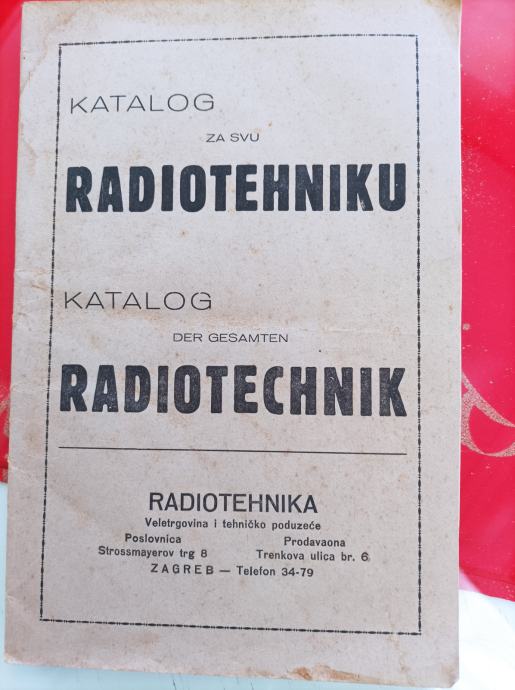 KATALOG
ZA SVU
RADIOTEHNIKU
KATALOG
DER GESAMTEN
RADIOTECHNIK
RADIOTEHNIKA
Veletrgovina i tehničko poduzeće
Poslovnica Prodavaona
Strossmayerov trg 8 Trenkova ulica br. 6
ZAGREB — Telefon 34-79